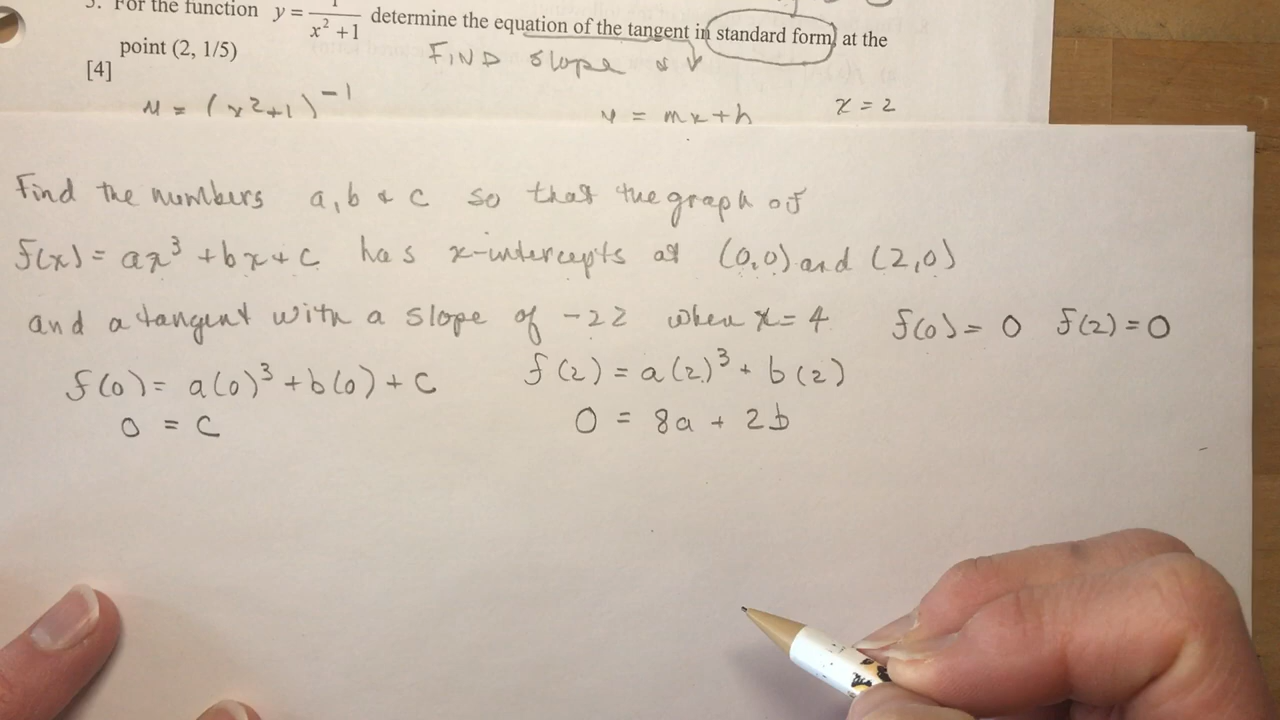 5. For the function y = 1/(x² + 1) determine the equation of the tangent in standard form, at the
point (2, 1/5)
FIND slope
[4]
y = (x²+1)⁻¹ y = mx+b x = 2
Find the numbers a, b & c so that the graph of
f(x) = ax³ + bx + c has x-intercepts at (0,0) and (2,0)
and a tangent with a slope of -22 when x = 4 f(0) = 0 f(2) = 0
f(0) = a(0)³ + b(0) + c f(2) = a(2)³ + b(2)
0 = c 0 = 8a + 2b